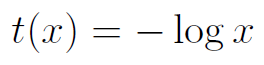 t(x) = − log x